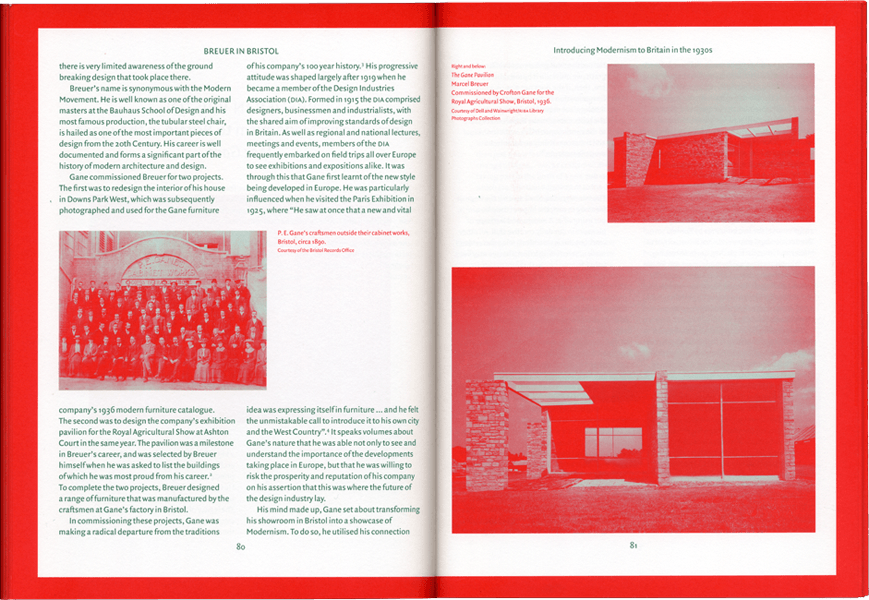 BREUER IN BRISTOL
there is very limited awareness of the ground
breaking design that took place there.
Breuer's name is synonymous with the Modern
Movement. He is well known as one of the original
masters at the Bauhaus School of Design and his
most famous production, the tubular steel chair,
is hailed as one of the most important pieces of
design from the 20th Century. His career is well
documented and forms a significant part of the
history of modern architecture and design.
Gane commissioned Breuer for two projects.
The first was to redesign the interior of his house
in Downs Park West, which was subsequently
photographed and used for the Gane furniture
P. E. Gane's craftsmen outside their cabinet works,
Bristol, circa 1890.
Courtesy of the Bristol Records Office
company's 1936 modern furniture catalogue.
The second was to design the company's exhibition
pavilion for the Royal Agricultural Show at Ashton
Court in the same year. The pavilion was a milestone
in Breuer's career, and was selected by Breuer
himself when he was asked to list the buildings
of which he was most proud from his career.²
To complete the two projects, Breuer designed
a range of furniture that was manufactured by the
craftsmen at Gane's factory in Bristol.
In commissioning these projects, Gane was
making a radical departure from the traditions
of his company's 100 year history.³ His progressive
attitude was shaped largely after 1919 when he
became a member of the Design Industries
Association (DIA). Formed in 1915 the DIA comprised
designers, businessmen and industrialists, with
the shared aim of improving standards of design
in Britain. As well as regional and national lectures,
meetings and events, members of the DIA
frequently embarked on field trips all over Europe
to see exhibitions and expositions alike. It was
through this that Gane first learnt of the new style
being developed in Europe. He was particularly
influenced when he visited the Paris Exhibition in
1925, where "He saw at once that a new and vital
idea was expressing itself in furniture ... and he felt
the unmistakable call to introduce it to his own city
and the West Country".⁴ It speaks volumes about
Gane's nature that he was able not only to see and
understand the importance of the developments
taking place in Europe, but that he was willing to
risk the prosperity and reputation of his company
on his assertion that this was where the future of
the design industry lay.
His mind made up, Gane set about transforming
his showroom in Bristol into a showcase of
Modernism. To do so, he utilised his connection
80
Introducing Modernism to Britain in the 1930s
Right and below:
The Gane Pavilion
Marcel Breuer
Commissioned by Crofton Gane for the
Royal Agricultural Show, Bristol, 1936.
Courtesy of Dell and Wainwright/
Library
Photographs Collection
81